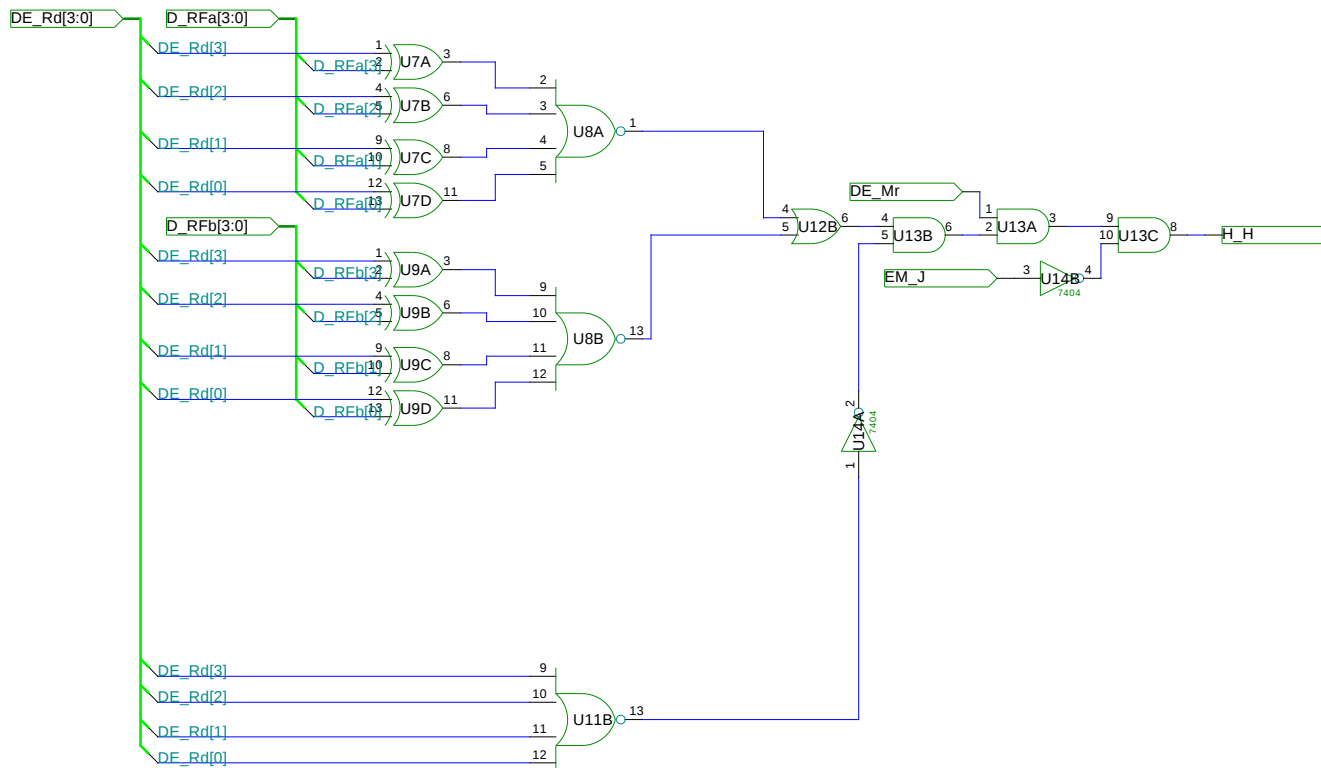 DE_Rd[3:0]
D_RFa[3:0]
DE_Rd[3]
1
D_RFa[3]
2
U7A
3
DE_Rd[2]
4
D_RFa[2]
5
U7B
6
DE_Rd[1]
9
D_RFa[1]
10
U7C
8
DE_Rd[0]
12
D_RFa[0]
13
U7D
11
2
3
4
5
U8A
1
D_RFb[3:0]
DE_Rd[3]
1
D_RFb[3]
2
U9A
3
DE_Rd[2]
4
D_RFb[2]
5
U9B
6
DE_Rd[1]
9
D_RFb[1]
10
U9C
8
DE_Rd[0]
12
D_RFb[0]
13
U9D
11
9
10
11
12
U8B
13
4
5
U12B
6
4
5
U13B
6
DE_Mr
1
2
U13A
3
EM_J
3
U14B
7404
4
9
10
U13C
8
H_H
2
U14A
7404
1
DE_Rd[3]
9
DE_Rd[2]
10
DE_Rd[1]
11
DE_Rd[0]
12
U11B
13